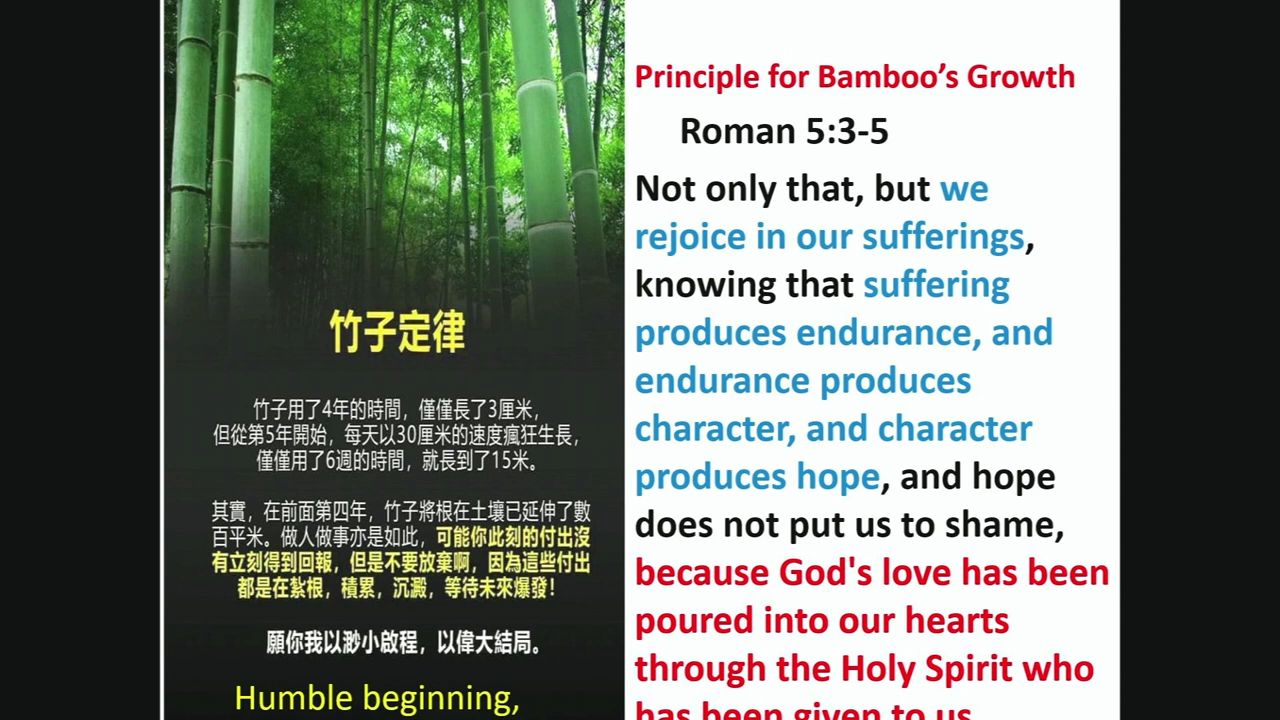 竹子定律
竹子用了4年的時間，僅僅長了3厘米，
但從第5年開始，每天以30厘米的速度瘋狂生長，
僅僅用了6週的時間，就長到了15米。
其實，在前面第四年，竹子將根在土壤已延伸了數
百平米。做人做事亦是如此，可能你此刻的付出沒
有立刻得到回報，但是不要放棄啊，因為這些付出
都是在紮根，積累，沉澱，等待未來爆發！
願你我以渺小啟程，以偉大結局。
Humble beginning,
Principle for Bamboo’s Growth
Roman 5:3-5
Not only that, but we
rejoice in our sufferings,
knowing that suffering
produces endurance, and
endurance produces
character, and character
produces hope, and hope
does not put us to shame,
because God's love has been
poured into our hearts
through the Holy Spirit who
has been given to us